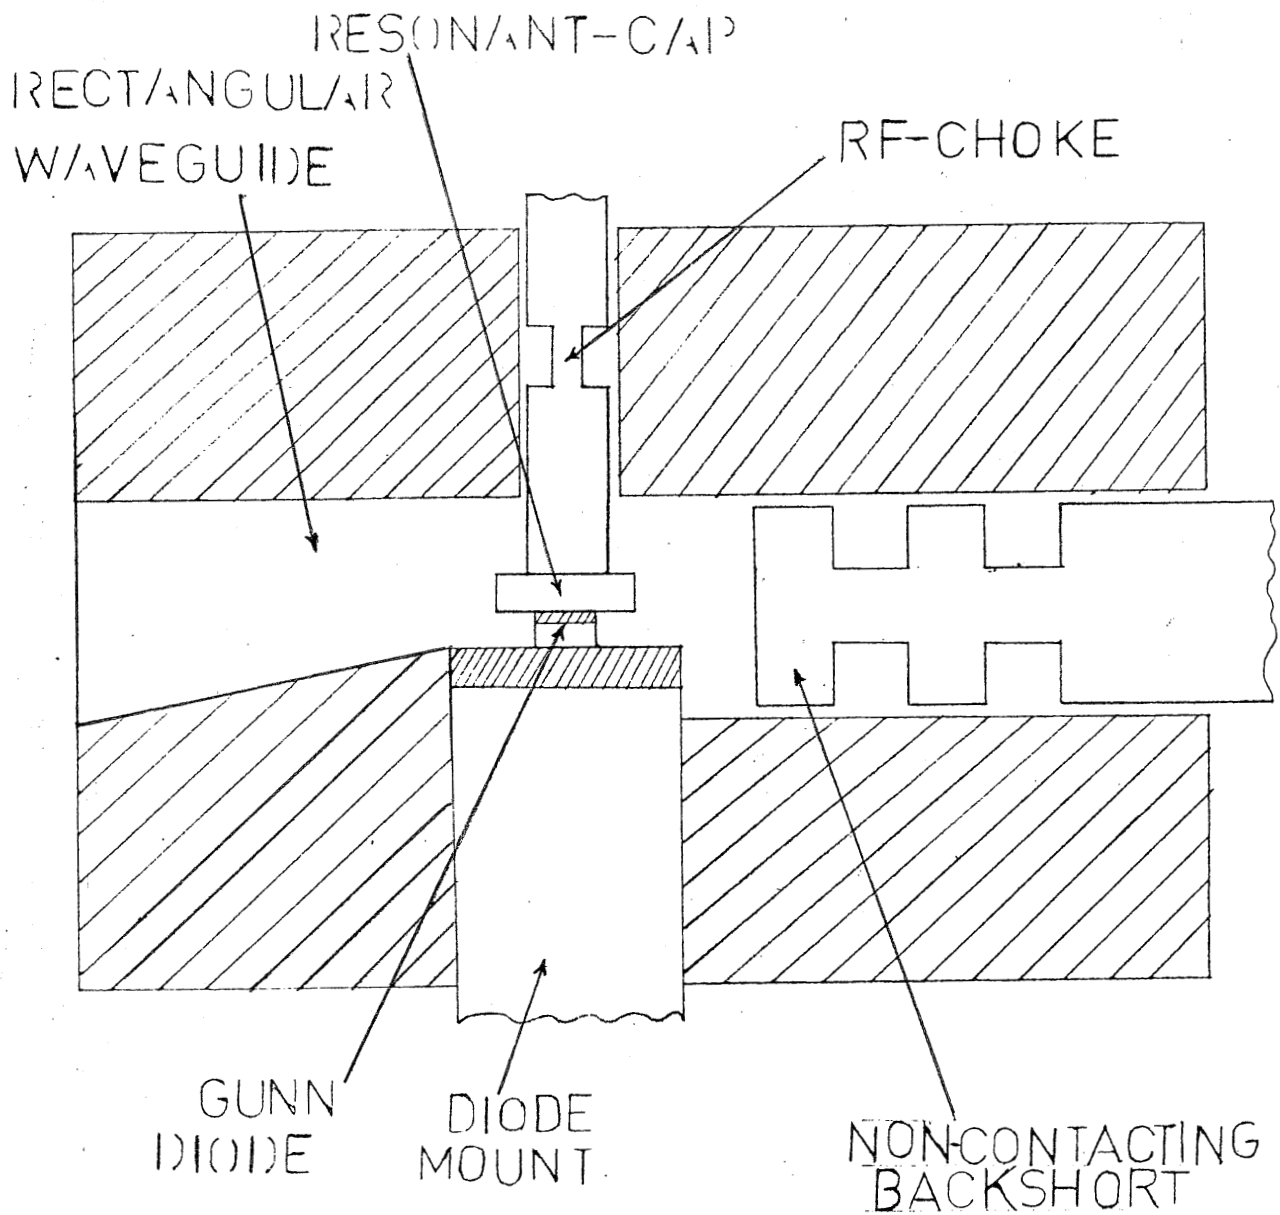 RESONANT-CAP
RECTANGULAR
WAVEGUIDE
RF-CHOKE
GUNN
DIODE
DIODE
MOUNT.
NON-CONTACTING
BACKSHORT